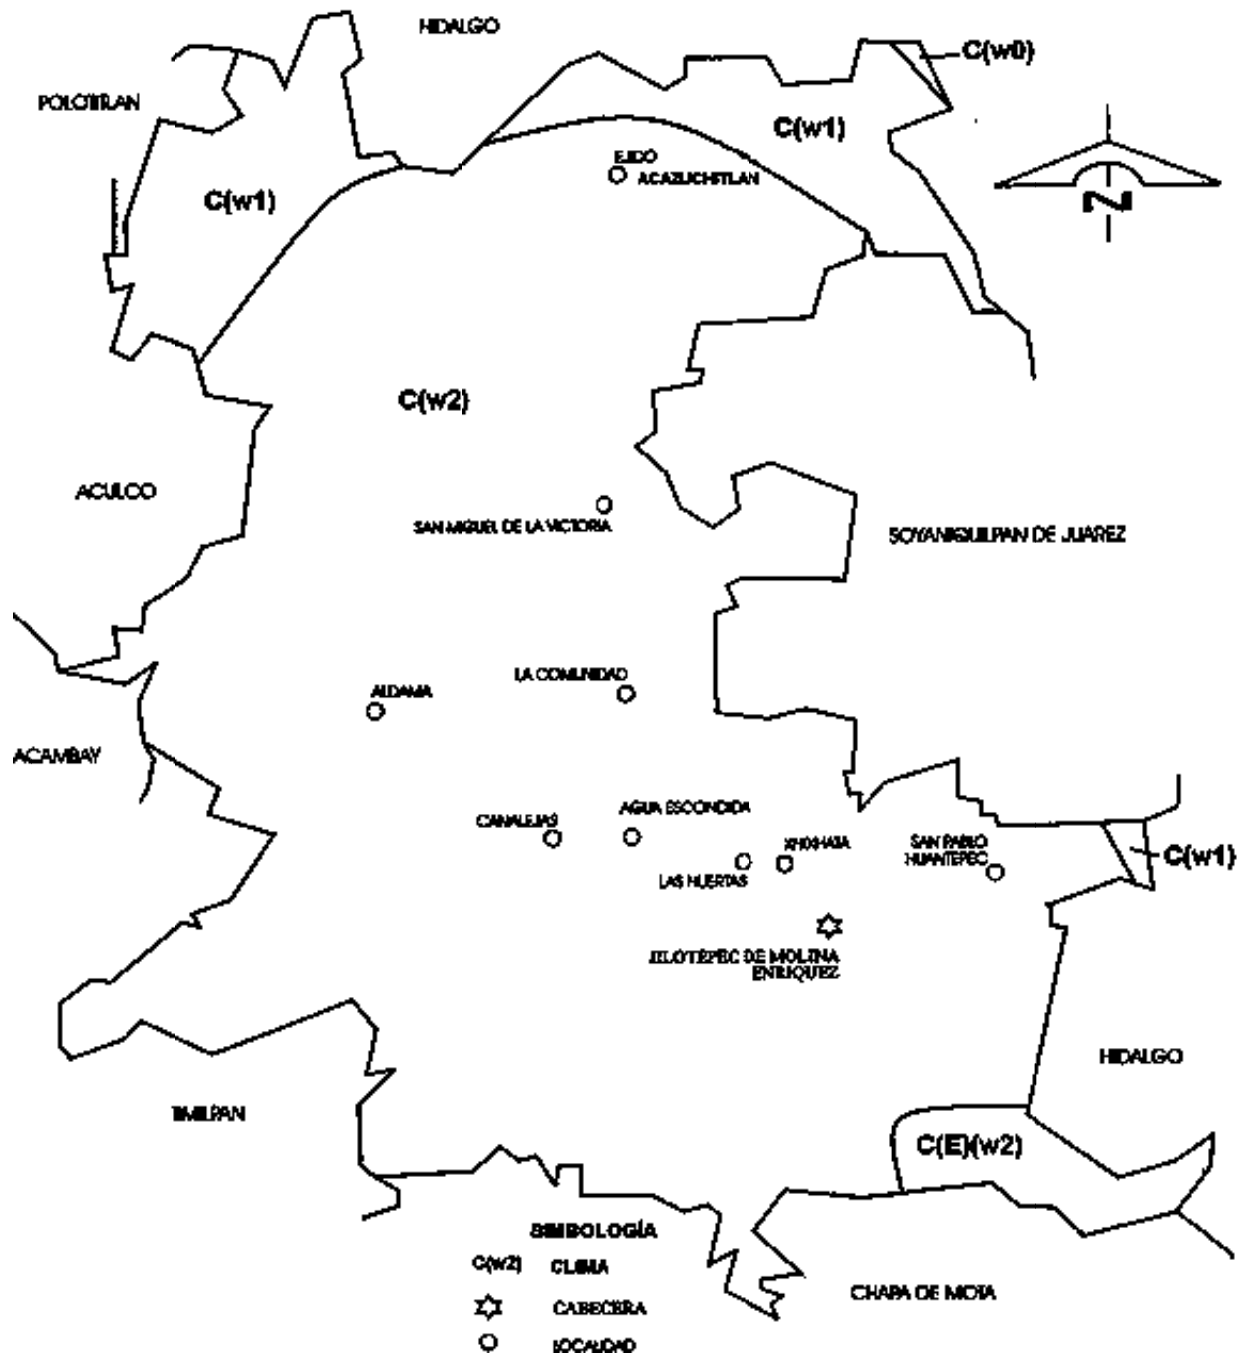 HIDALGO
C(w0)
POLOTITLAN
C(w1)
EJIDO
ACAZUCHITLAN
C(w1)
N
C(w2)
ACULCO
SAN MIGUEL DE LA VICTORIA
SOYANIQUILPAN DE JUAREZ
LA COMUNIDAD
ALDAMA
ACAMBAY
AGUA ESCONDIDA
CANALEJAS
XHIXHATA
SAN PABLO
HUANTEPEC
C(w1)
LAS HUERTAS
JILOTEPEC DE MOLINA
ENRIQUEZ
HIDALGO
TIMILPAN
C(E)(w2)
SIMBOLOGÍA
C(w2) CLIMA
CABECERA
LOCALIDAD
CHAPA DE MOTA